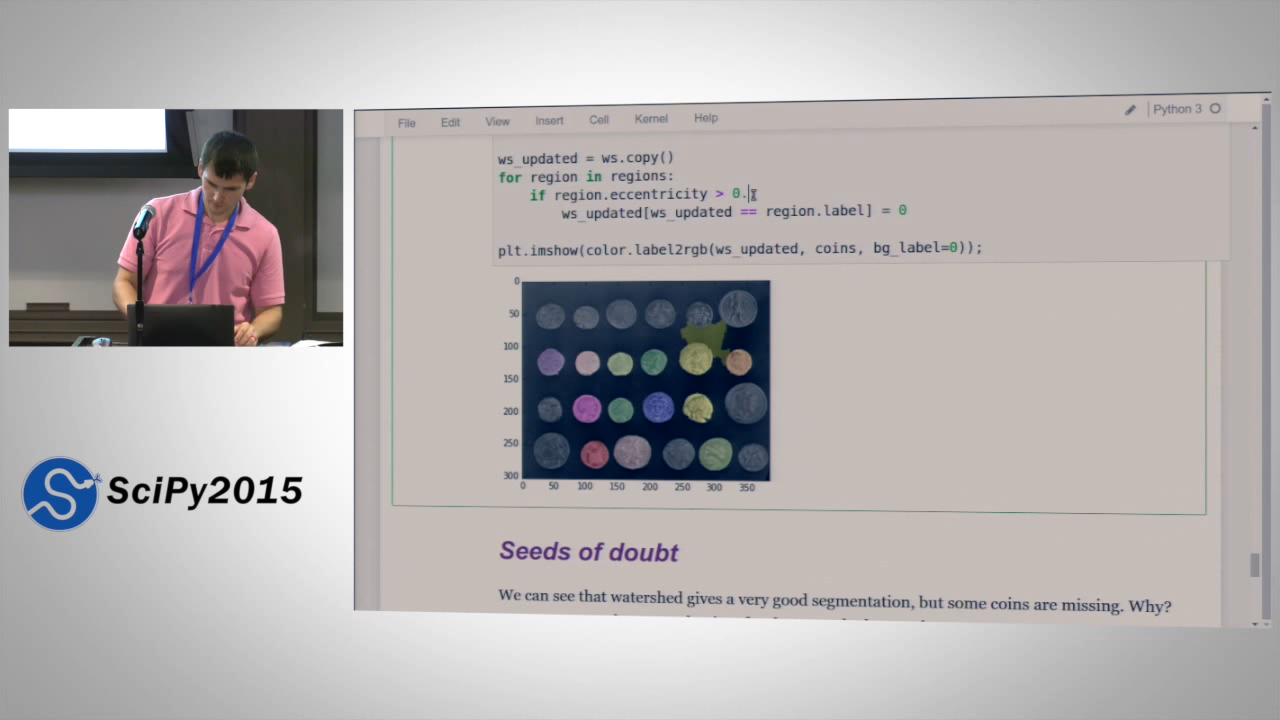 File Edit View Insert Cell Kernel Help
Python 3
ws_updated = ws.copy()
for region in regions:
if region.eccentricity > 0.
ws_updated[ws_updated == region.label] = 0
plt.imshow(color.label2rgb(ws_updated, coins, bg_label=0));
0
50
100
150
200
250
300
0 50 100 150 200 250 300 350
Seeds of doubt
We can see that watershed gives a very good segmentation, but some coins are missing. Why?
SciPy2015